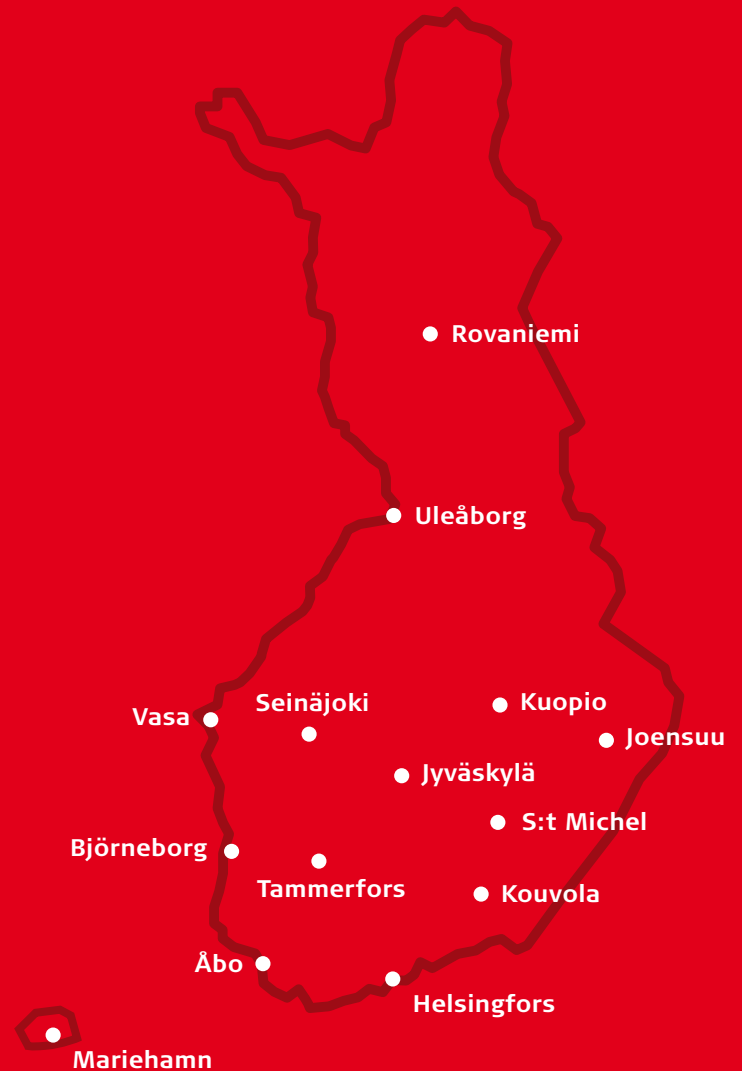 Rovaniemi
Uleåborg
Vasa
Seinäjoki
Kuopio
Joensuu
Jyväskylä
S:t Michel
Björneborg
Tammerfors
Kouvola
Åbo
Helsingfors
Mariehamn